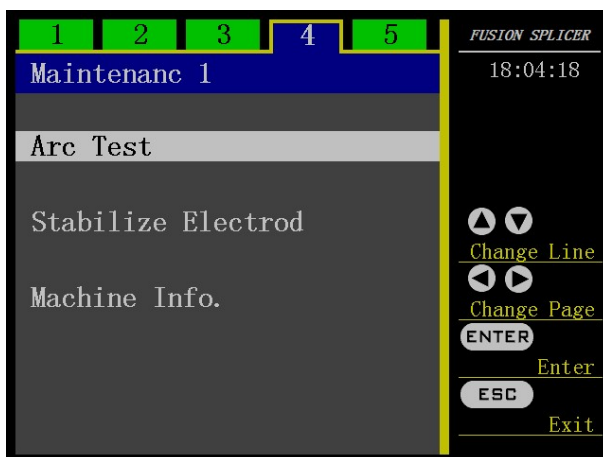 1 2 3 4 5
Maintenanc 1
Arc Test
Stabilize Electrod
Machine Info.
FUSION SPLICER
18:04:18
Change Line
Change Page
ENTER
Enter
ESC
Exit